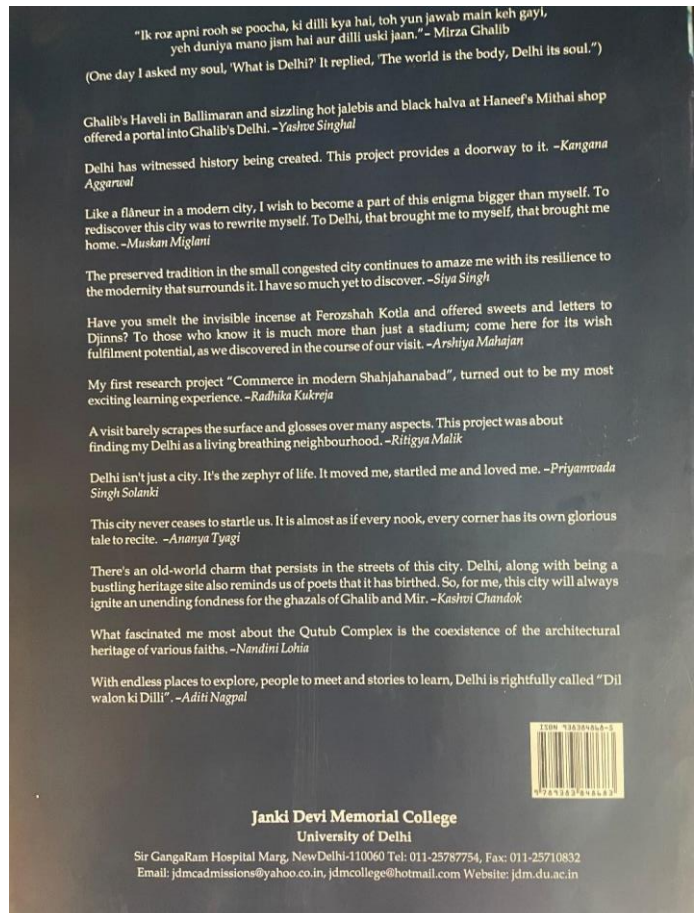 “Ik roz apni rooh se poocha, ki dilli kya hai, toh yun jawab main keh gayi,
yeh duniya mano jism hai aur dilli uski jaan.”– Mirza Ghalib
(One day I asked my soul, 'What is Delhi?' It replied, 'The world is the body, Delhi its soul.”)
Ghalib's Haveli in Ballimaran and sizzling hot jalebis and black halva at Haneef's Mithai shop
offered a portal into Ghalib's Delhi. –Yashve Singhal
Delhi has witnessed history being created. This project provides a doorway to it. –Kangana
Aggarwal
Like a flâneur in a modern city, I wish to become a part of this enigma bigger than myself. To
rediscover this city was to rewrite myself. To Delhi, that brought me to myself, that brought me
home. –Muskan Miglani
The preserved tradition in the small congested city continues to amaze me with its resilience to
the modernity that surrounds it. I have so much yet to discover. –Siya Singh
Have you smelt the invisible incense at Ferozshah Kotla and offered sweets and letters to
Djinns? To those who know it is much more than just a stadium; come here for its wish
fulfilment potential, as we discovered in the course of our visit. –Arshiya Mahajan
My first research project “Commerce in modern Shahjahanabad”, turned out to be my most
exciting learning experience. –Radhika Kukreja
A visit barely scrapes the surface and glosses over many aspects. This project was about
finding my Delhi as a living breathing neighbourhood. –Ritigya Malik
Delhi isn't just a city. It's the zephyr of life. It moved me, startled me and loved me. –Priyamvada
Singh Solanki
This city never ceases to startle us. It is almost as if every nook, every corner has its own glorious
tale to recite. –Ananya Tyagi
There's an old-world charm that persists in the streets of this city. Delhi, along with being a
bustling heritage site also reminds us of poets that it has birthed. So, for me, this city will always
ignite an unending fondness for the ghazals of Ghalib and Mir. –Kashvi Chandok
What fascinated me most about the Qutub Complex is the coexistence of the architectural
heritage of various faiths. –Nandini Lohia
With endless places to explore, people to meet and stories to learn, Delhi is rightfully called “Dil
walon ki Dilli”. –Aditi Nagpal
ISBN 938384868-5
9 789383 848683
Janki Devi Memorial College
University of Delhi
Sir GangaRam Hospital Marg, NewDelhi-110060 Tel: 011-25787754, Fax: 011-25710832
Email: jdmcadmissions@yahoo.co.in, jdmcollege@hotmail.com Website: jdm.du.ac.in